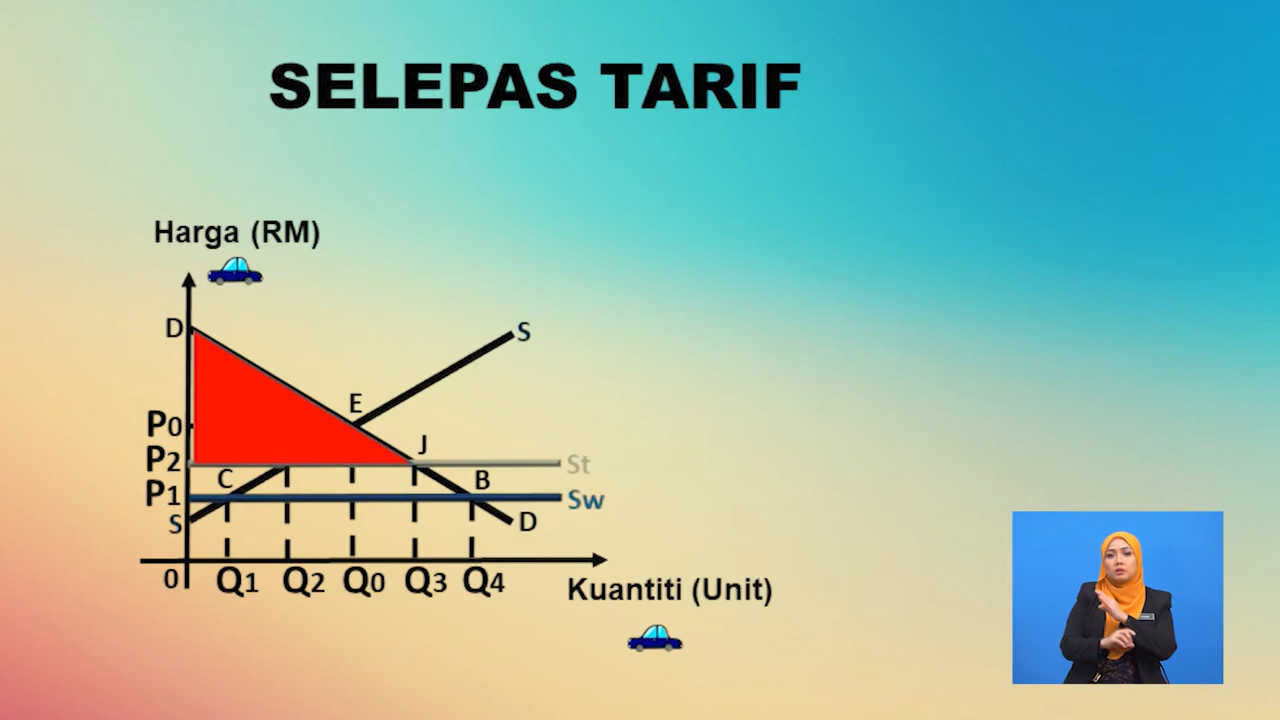 SELEPAS TARIF
Harga (RM)
D
S
E
P0
J
P2
St
C
B
P1
Sw
S
D
0
Q1 Q2 Q0 Q3 Q4
Kuantiti (Unit)